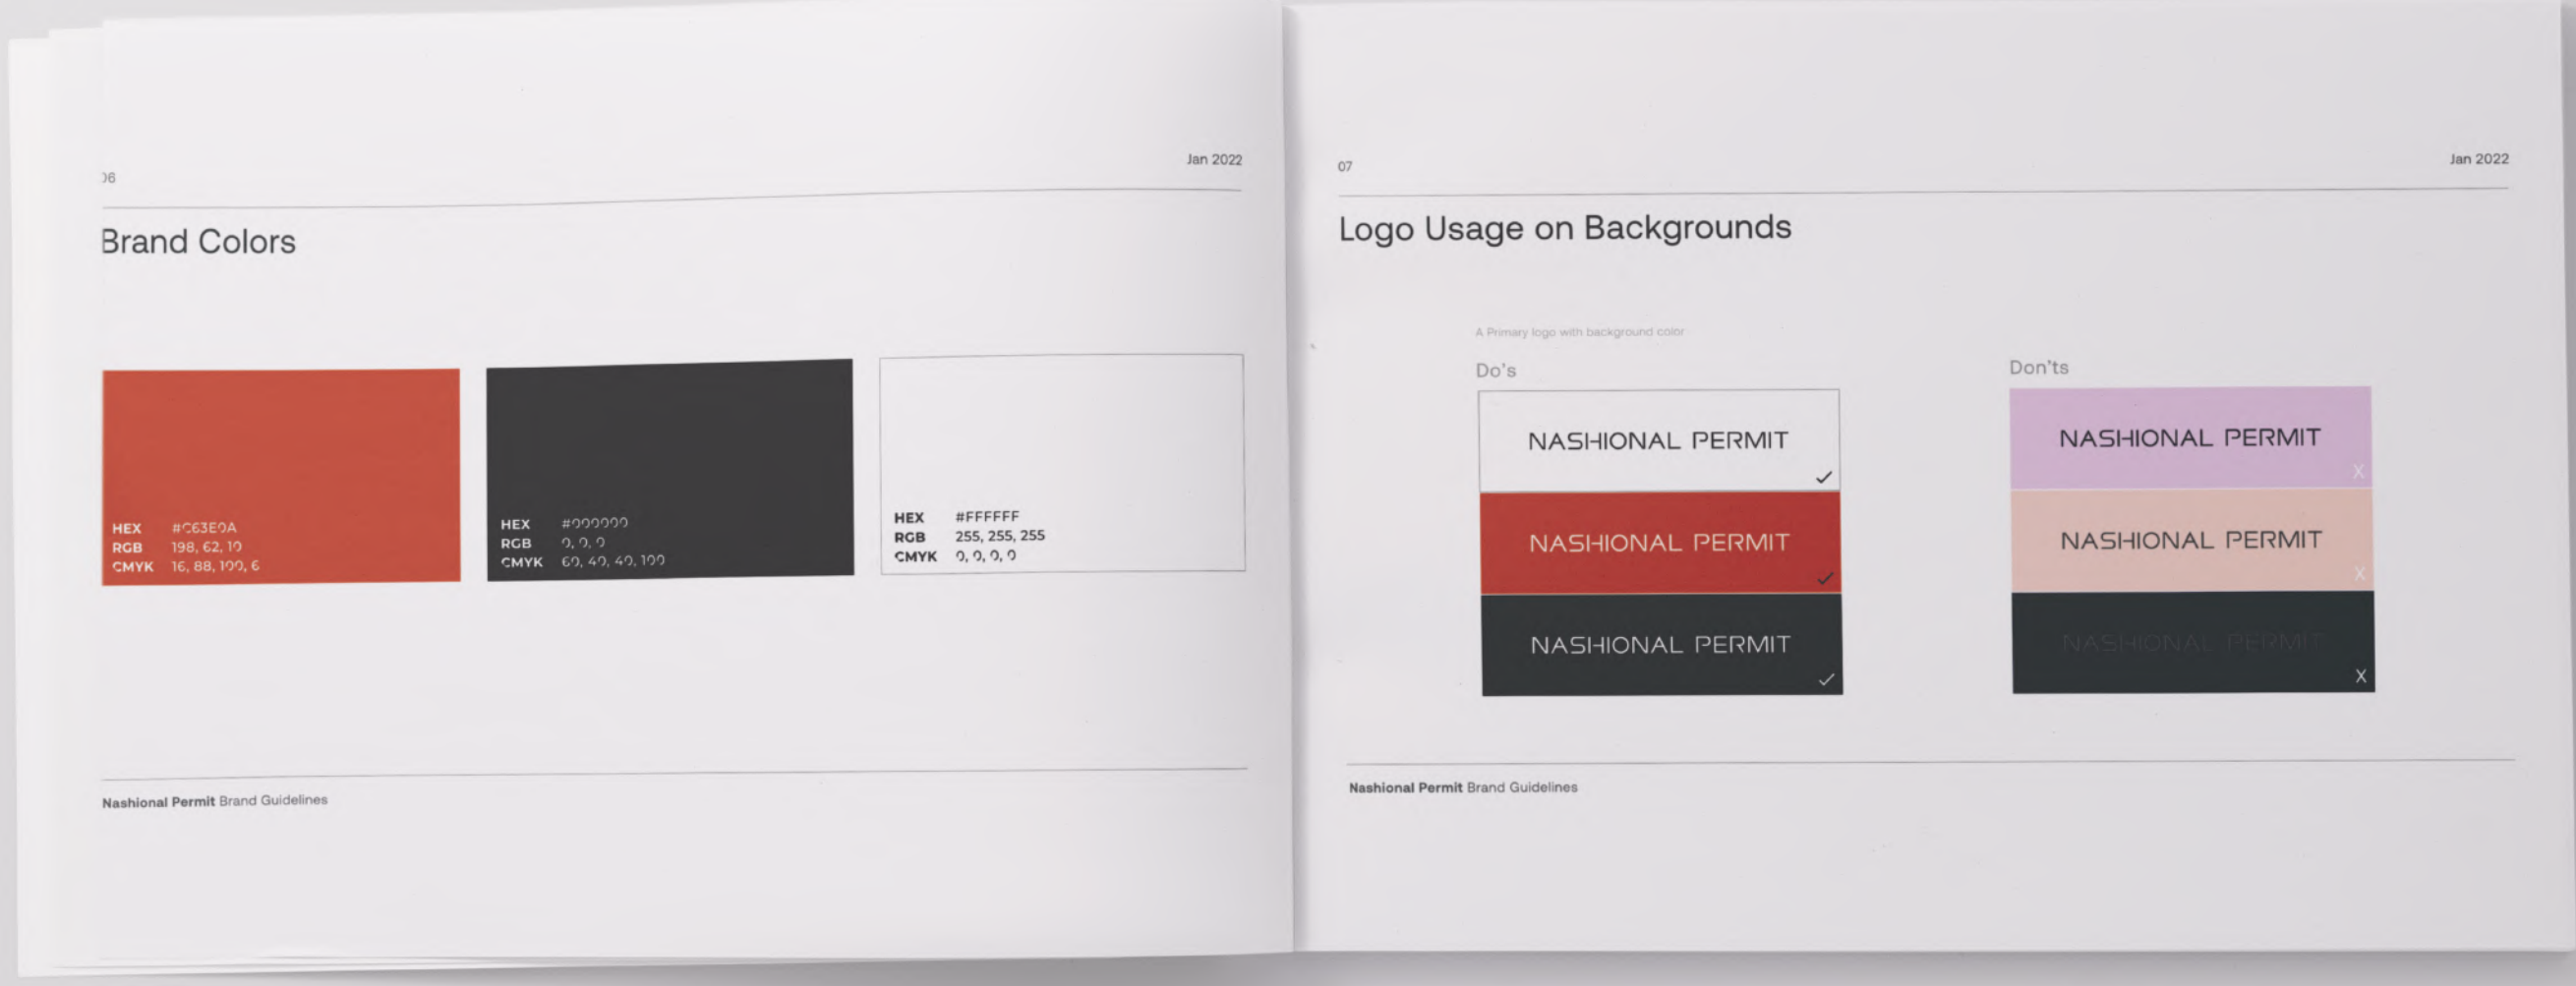 06
Jan 2022
Brand Colors
HEX #C63E0A
RGB 198, 62, 10
CMYK 16, 88, 100, 6
HEX #000000
RGB 0, 0, 0
CMYK 60, 40, 40, 100
HEX #FFFFFF
RGB 255, 255, 255
CMYK 0, 0, 0, 0
Nashional Permit Brand Guidelines
07
Jan 2022
Logo Usage on Backgrounds
A Primary logo with background color
Do's
NASHIONAL PERMIT
NASHIONAL PERMIT
NASHIONAL PERMIT
Don'ts
NASHIONAL PERMIT
X
NASHIONAL PERMIT
X
NASHIONAL PERMIT
X
Nashional Permit Brand Guidelines